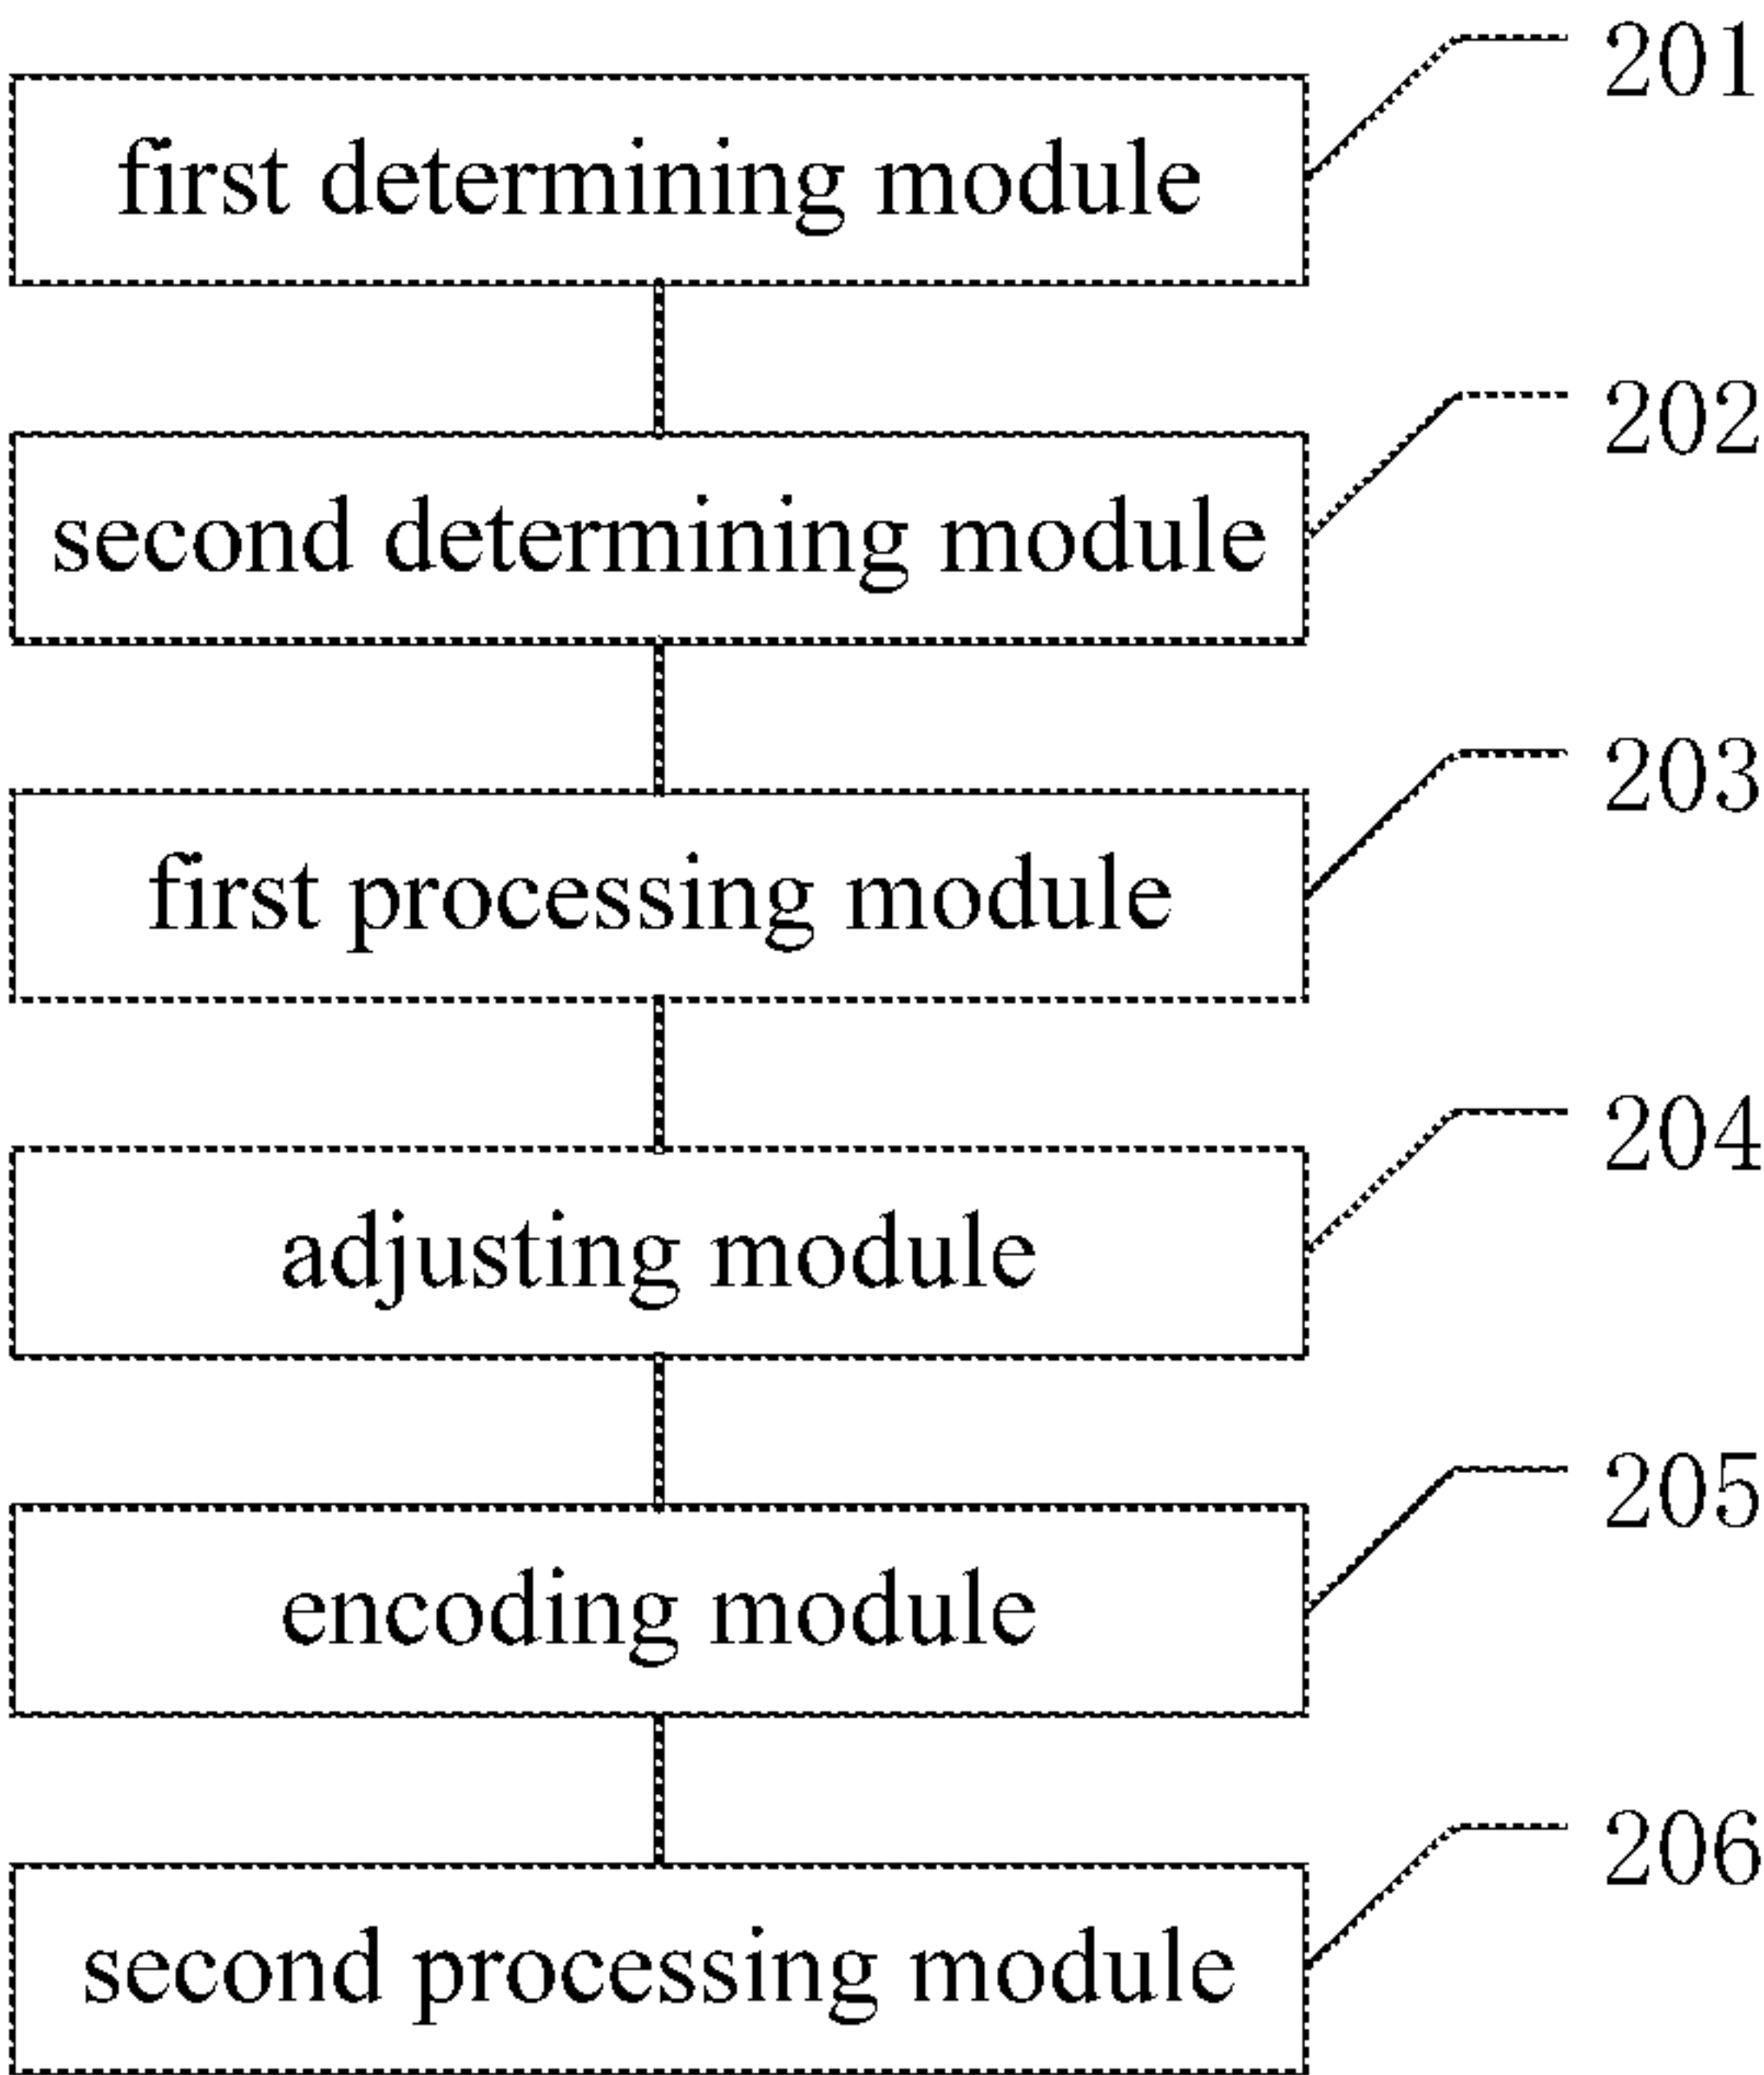 201
first determining module
202
second determining module
203
first processing module
204
adjusting module
205
encoding module
206
second processing module